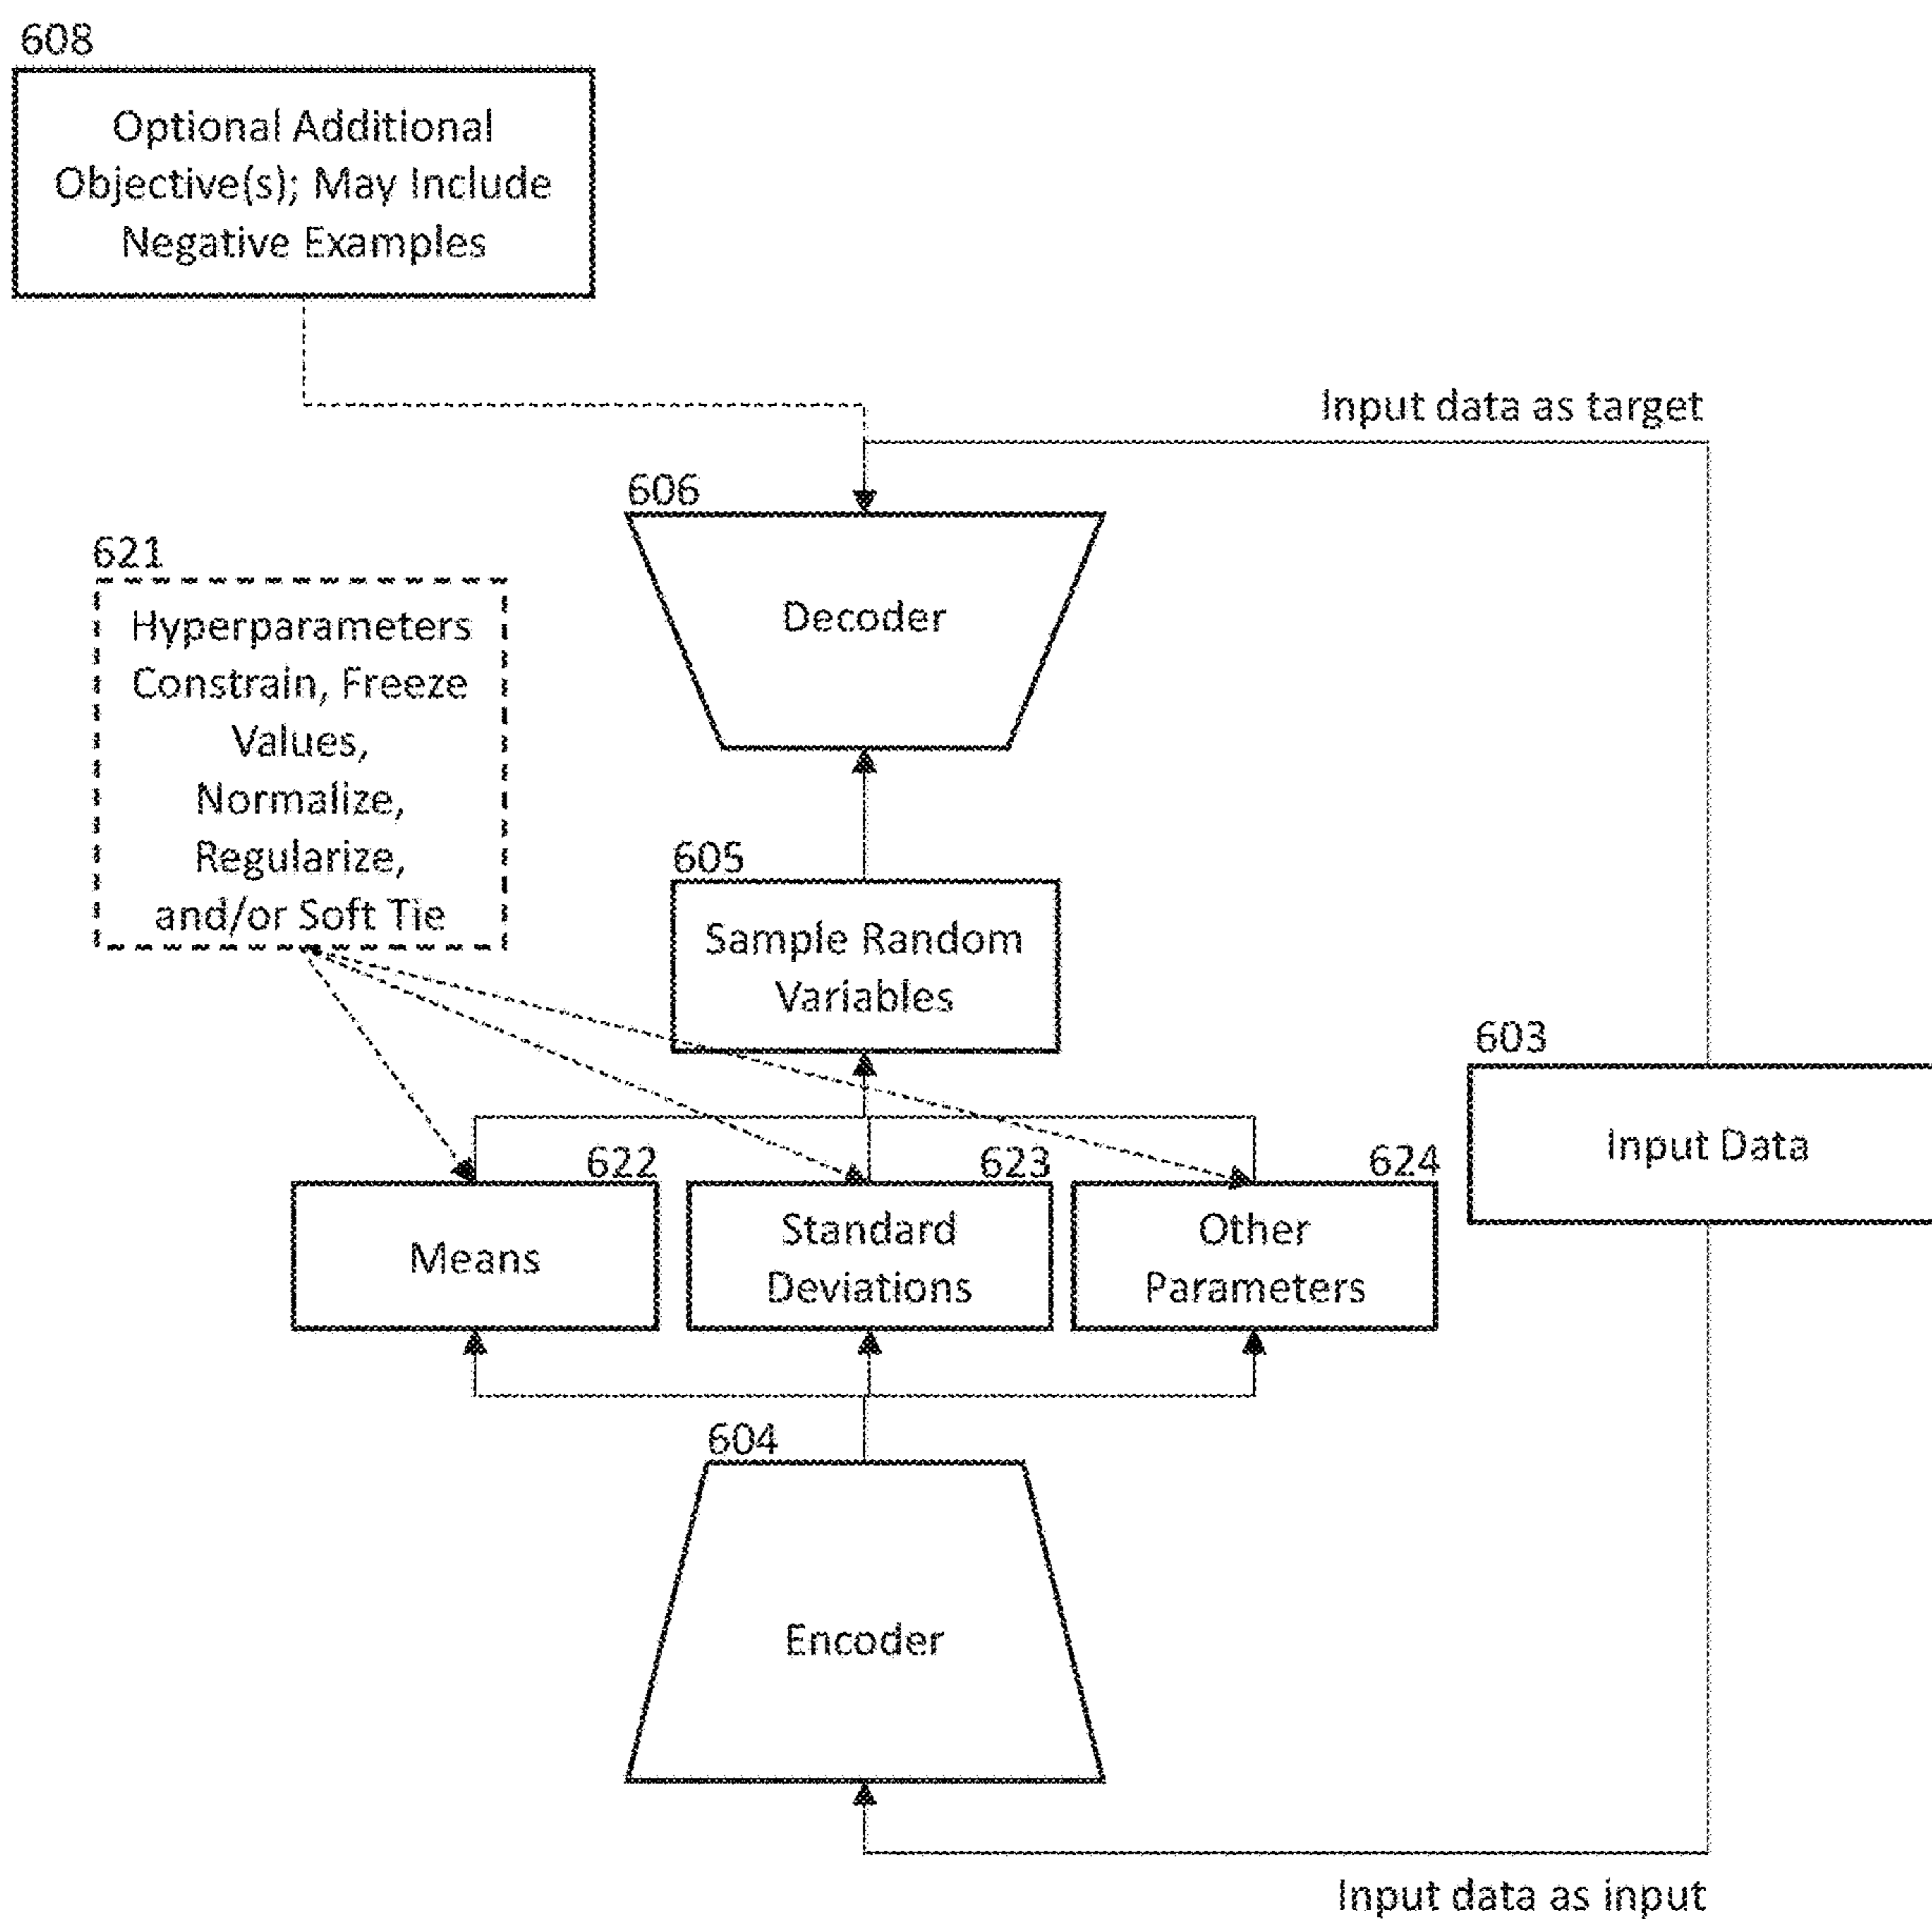 608
Optional Additional
Objective(s); May Include
Negative Examples
Input data as target
606
Decoder
621
Hyperparameters
Constrain, Freeze
Values,
Normalize,
Regularize,
and/or Soft Tie
605
Sample Random
Variables
603
Input Data
622
Means
623
Standard
Deviations
624
Other
Parameters
604
Encoder
Input data as input